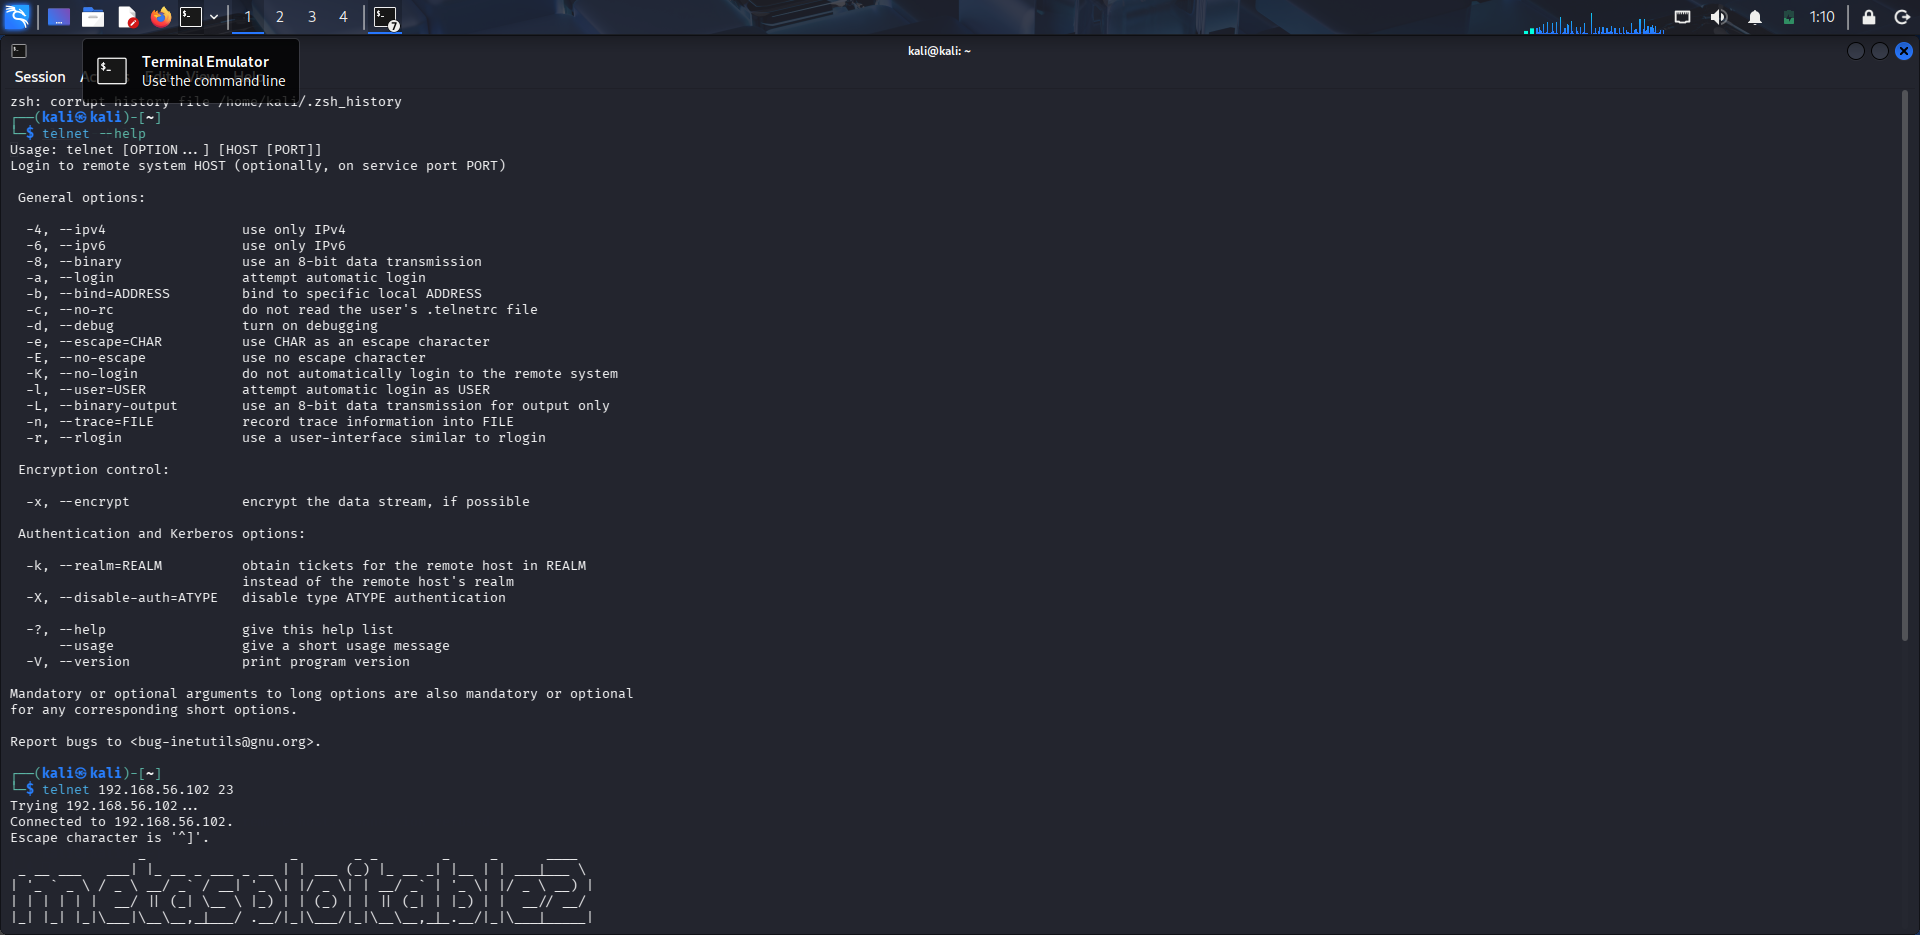 1 2 3 4 7 1:10
kali@kali: ~
Terminal Emulator
Session
Use the command line
zsh: corrupt history file /home/kali/.zsh_history
┌──(kali㉿kali)-[~]
└─$ telnet --help
Usage: telnet [OPTION...] [HOST [PORT]]
Login to remote system HOST (optionally, on service port PORT)
General options:
-4, --ipv4 use only IPv4
-6, --ipv6 use only IPv6
-8, --binary use an 8-bit data transmission
-a, --login attempt automatic login
-b, --bind=ADDRESS bind to specific local ADDRESS
-c, --no-rc do not read the user's .telnetrc file
-d, --debug turn on debugging
-e, --escape=CHAR use CHAR as an escape character
-E, --no-escape use no escape character
-K, --no-login do not automatically login to the remote system
-l, --user=USER attempt automatic login as USER
-L, --binary-output use an 8-bit data transmission for output only
-n, --trace=FILE record trace information into FILE
-r, --rlogin use a user-interface similar to rlogin
Encryption control:
-x, --encrypt encrypt the data stream, if possible
Authentication and Kerberos options:
-k, --realm=REALM obtain tickets for the remote host in REALM
instead of the remote host's realm
-X, --disable-auth=ATYPE disable type ATYPE authentication
-?, --help give this help list
--usage give a short usage message
-V, --version print program version
Mandatory or optional arguments to long options are also mandatory or optional
for any corresponding short options.
Report bugs to <bug-inetutils@gnu.org>.
┌──(kali㉿kali)-[~]
└─$ telnet 192.168.56.102 23
Trying 192.168.56.102...
Connected to 192.168.56.102.
Escape character is '^]'.
metasploitable2